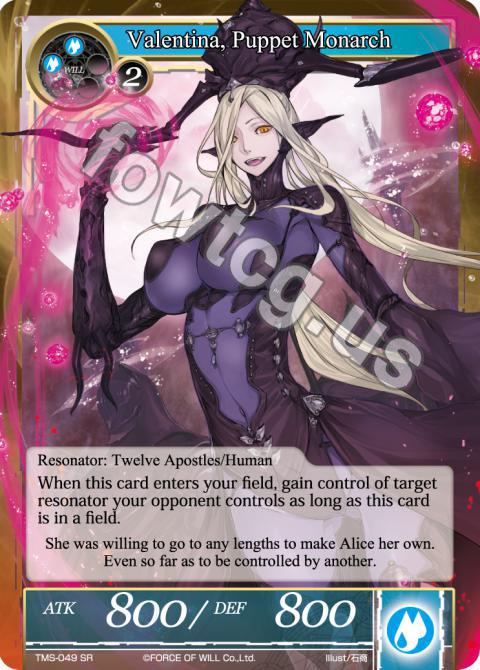 Valentina, Puppet Monarch
WILL
2
fowtcg.us
Resonator: Twelve Apostles/Human
When this card enters your field, gain control of target
resonator your opponent controls as long as this card
is in a field.
She was willing to go to any lengths to make Alice her own.
Even so far as to be controlled by another.
ATK 800 / DEF 800
TMS-049 SR ©FORCE OF WILL Co.,Ltd. Illust/石商